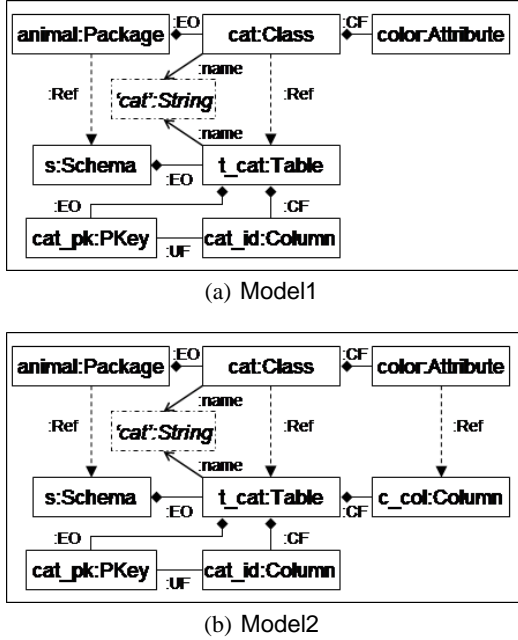 :EO :CF
animal:Package cat:Class color:Attribute
:name
:Ref 'cat':String :Ref
:name
s:Schema t_cat:Table
:EO
:EO :CF
cat_pk:PKey cat_id:Column
:UF
(a) Model1
:EO :CF
animal:Package cat:Class color:Attribute
:name
:Ref 'cat':String :Ref :Ref
:name
s:Schema t_cat:Table c_col:Column
:EO :CF
:EO :CF
cat_pk:PKey cat_id:Column
:UF
(b) Model2